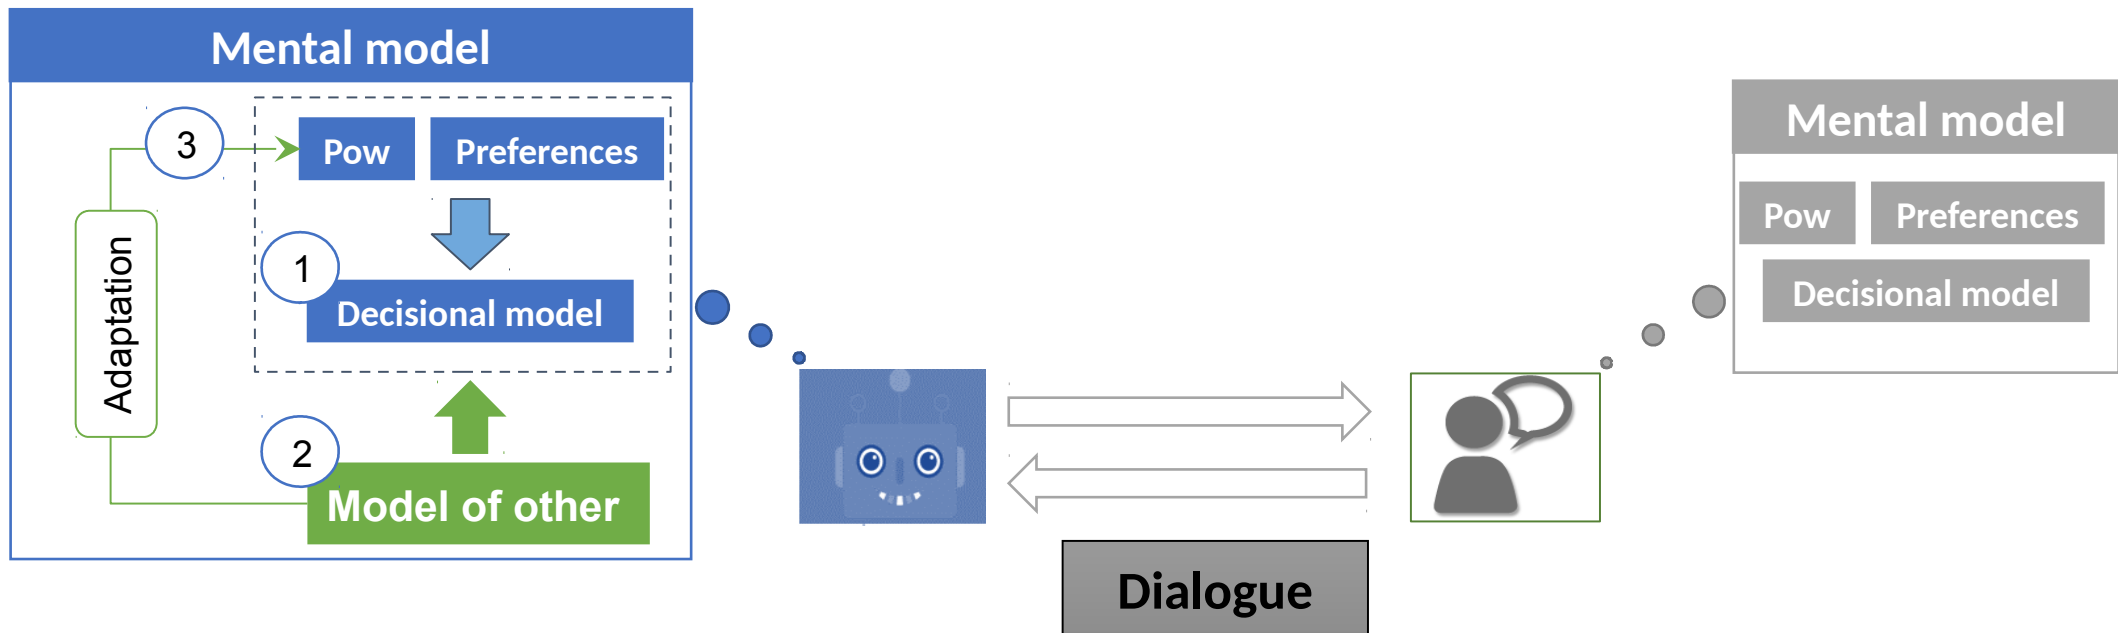 Mental model
3
Pow
Preferences
1
Decisional model
Adaptation
2
Model of other
Dialogue
Mental model
Pow
Preferences
Decisional model